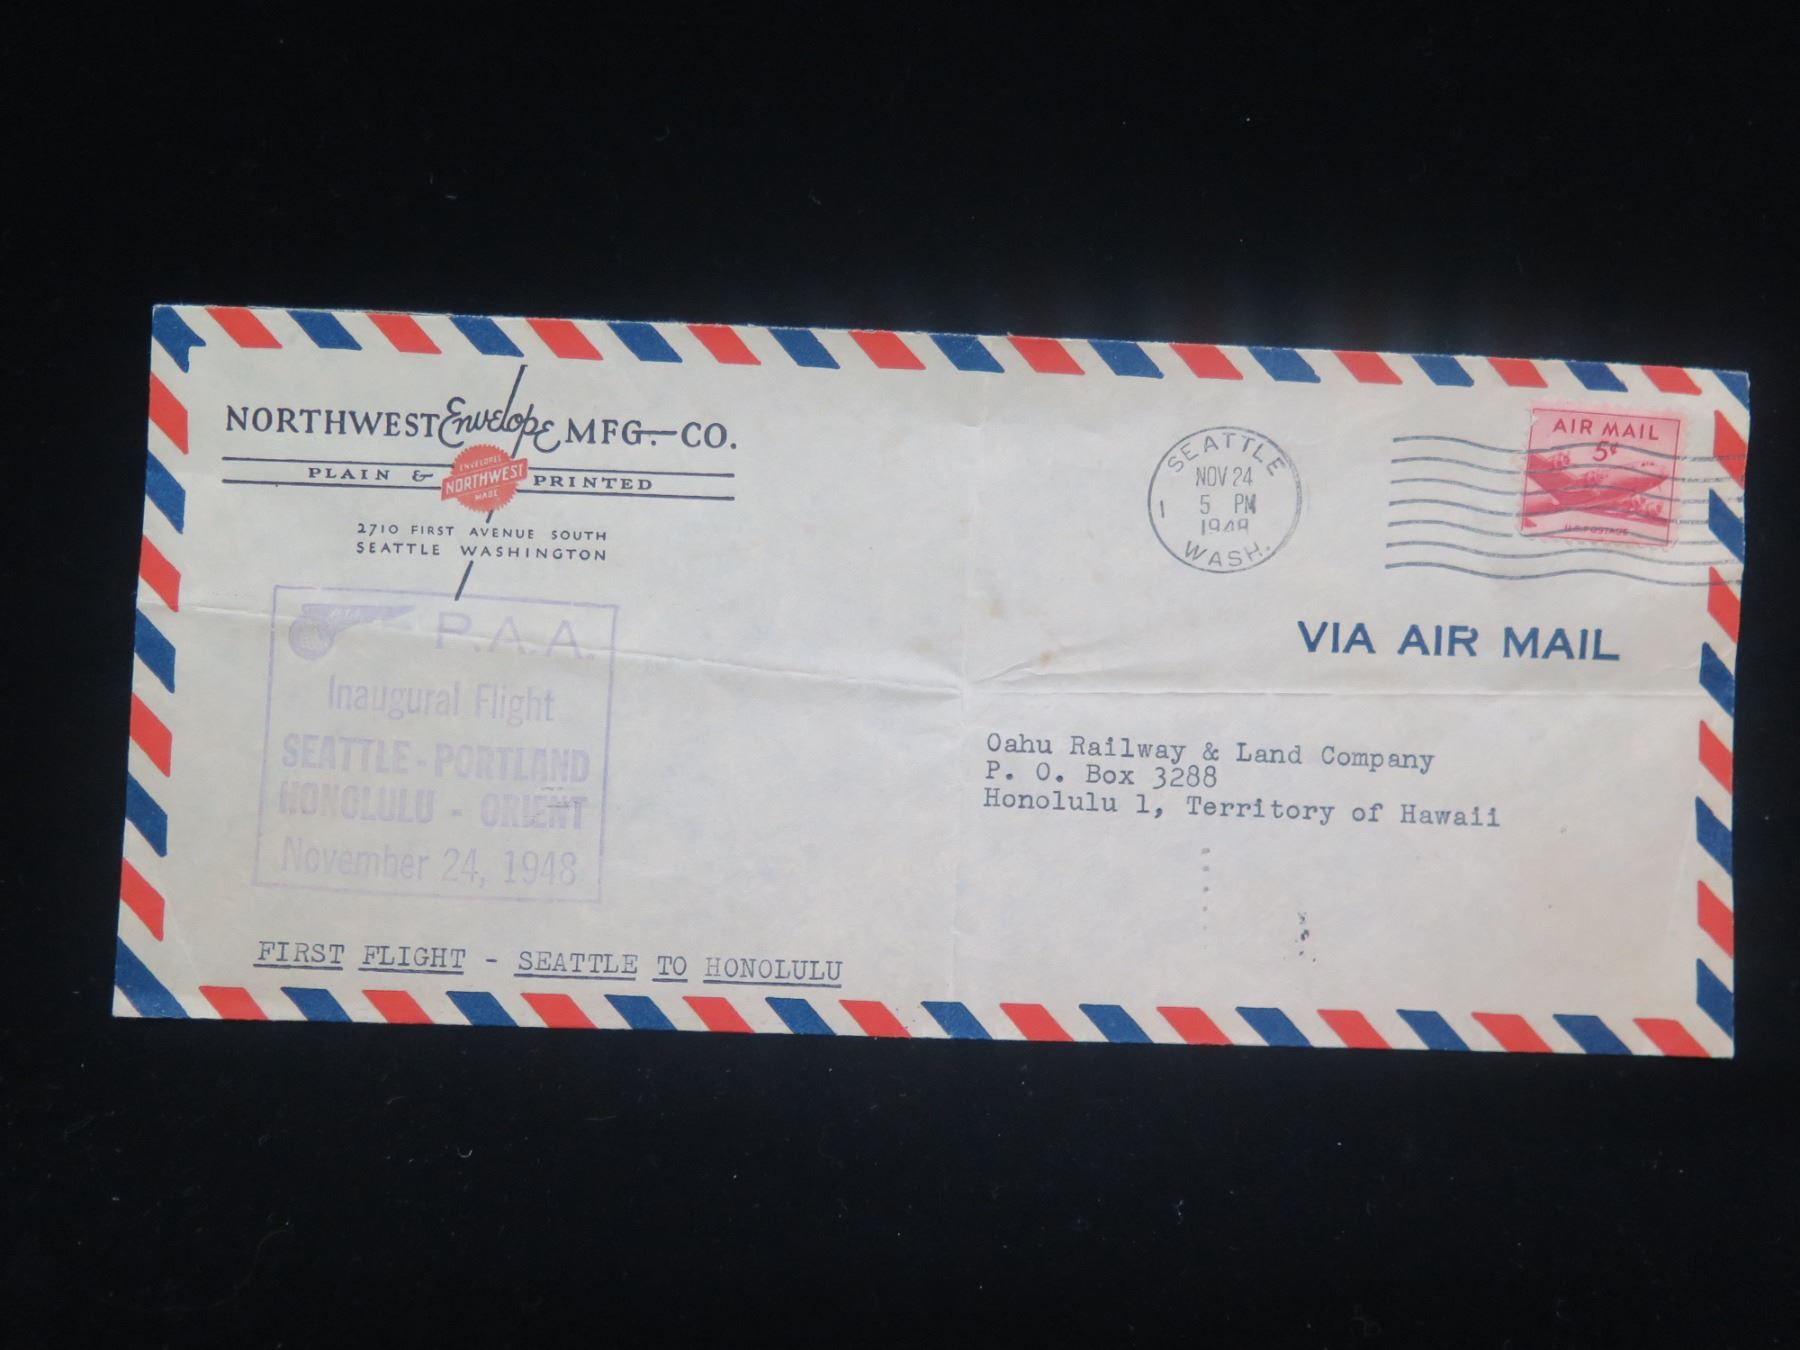 NORTHWEST Envelope MFG. CO.
PLAIN & PRINTED
ENVELOPES
NORTHWEST
MADE
2710 FIRST AVENUE SOUTH
SEATTLE WASHINGTON
SEATTLE
NOV 24
1 5 PM
1948
WASH.
AIR MAIL
5¢
U.S. POSTAGE
VIA AIR MAIL
P.A.A.
Inaugural Flight
SEATTLE - PORTLAND
HONOLULU - ORIENT
November 24, 1948
Oahu Railway & Land Company
P. O. Box 3288
Honolulu 1, Territory of Hawaii
FIRST FLIGHT - SEATTLE TO HONOLULU